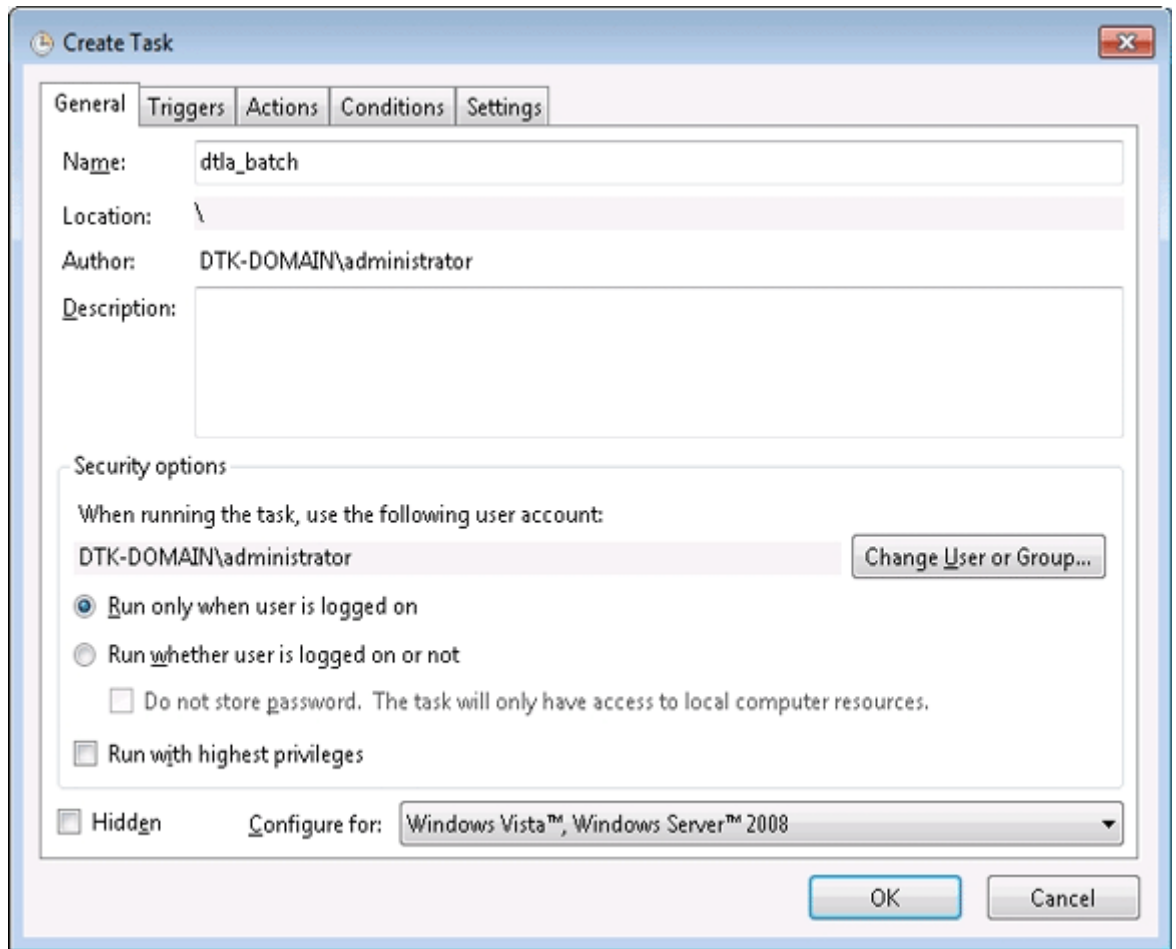 Create Task
General Triggers Actions Conditions Settings
Name: dtla_batch
Location: \
Author: DTK-DOMAIN\administrator
Description:
Security options
When running the task, use the following user account:
DTK-DOMAIN\administrator Change User or Group...
Run only when user is logged on
Run whether user is logged on or not
Do not store password. The task will only have access to local computer resources.
Run with highest privileges
Hidden Configure for: Windows Vista™, Windows Server™ 2008
OK Cancel